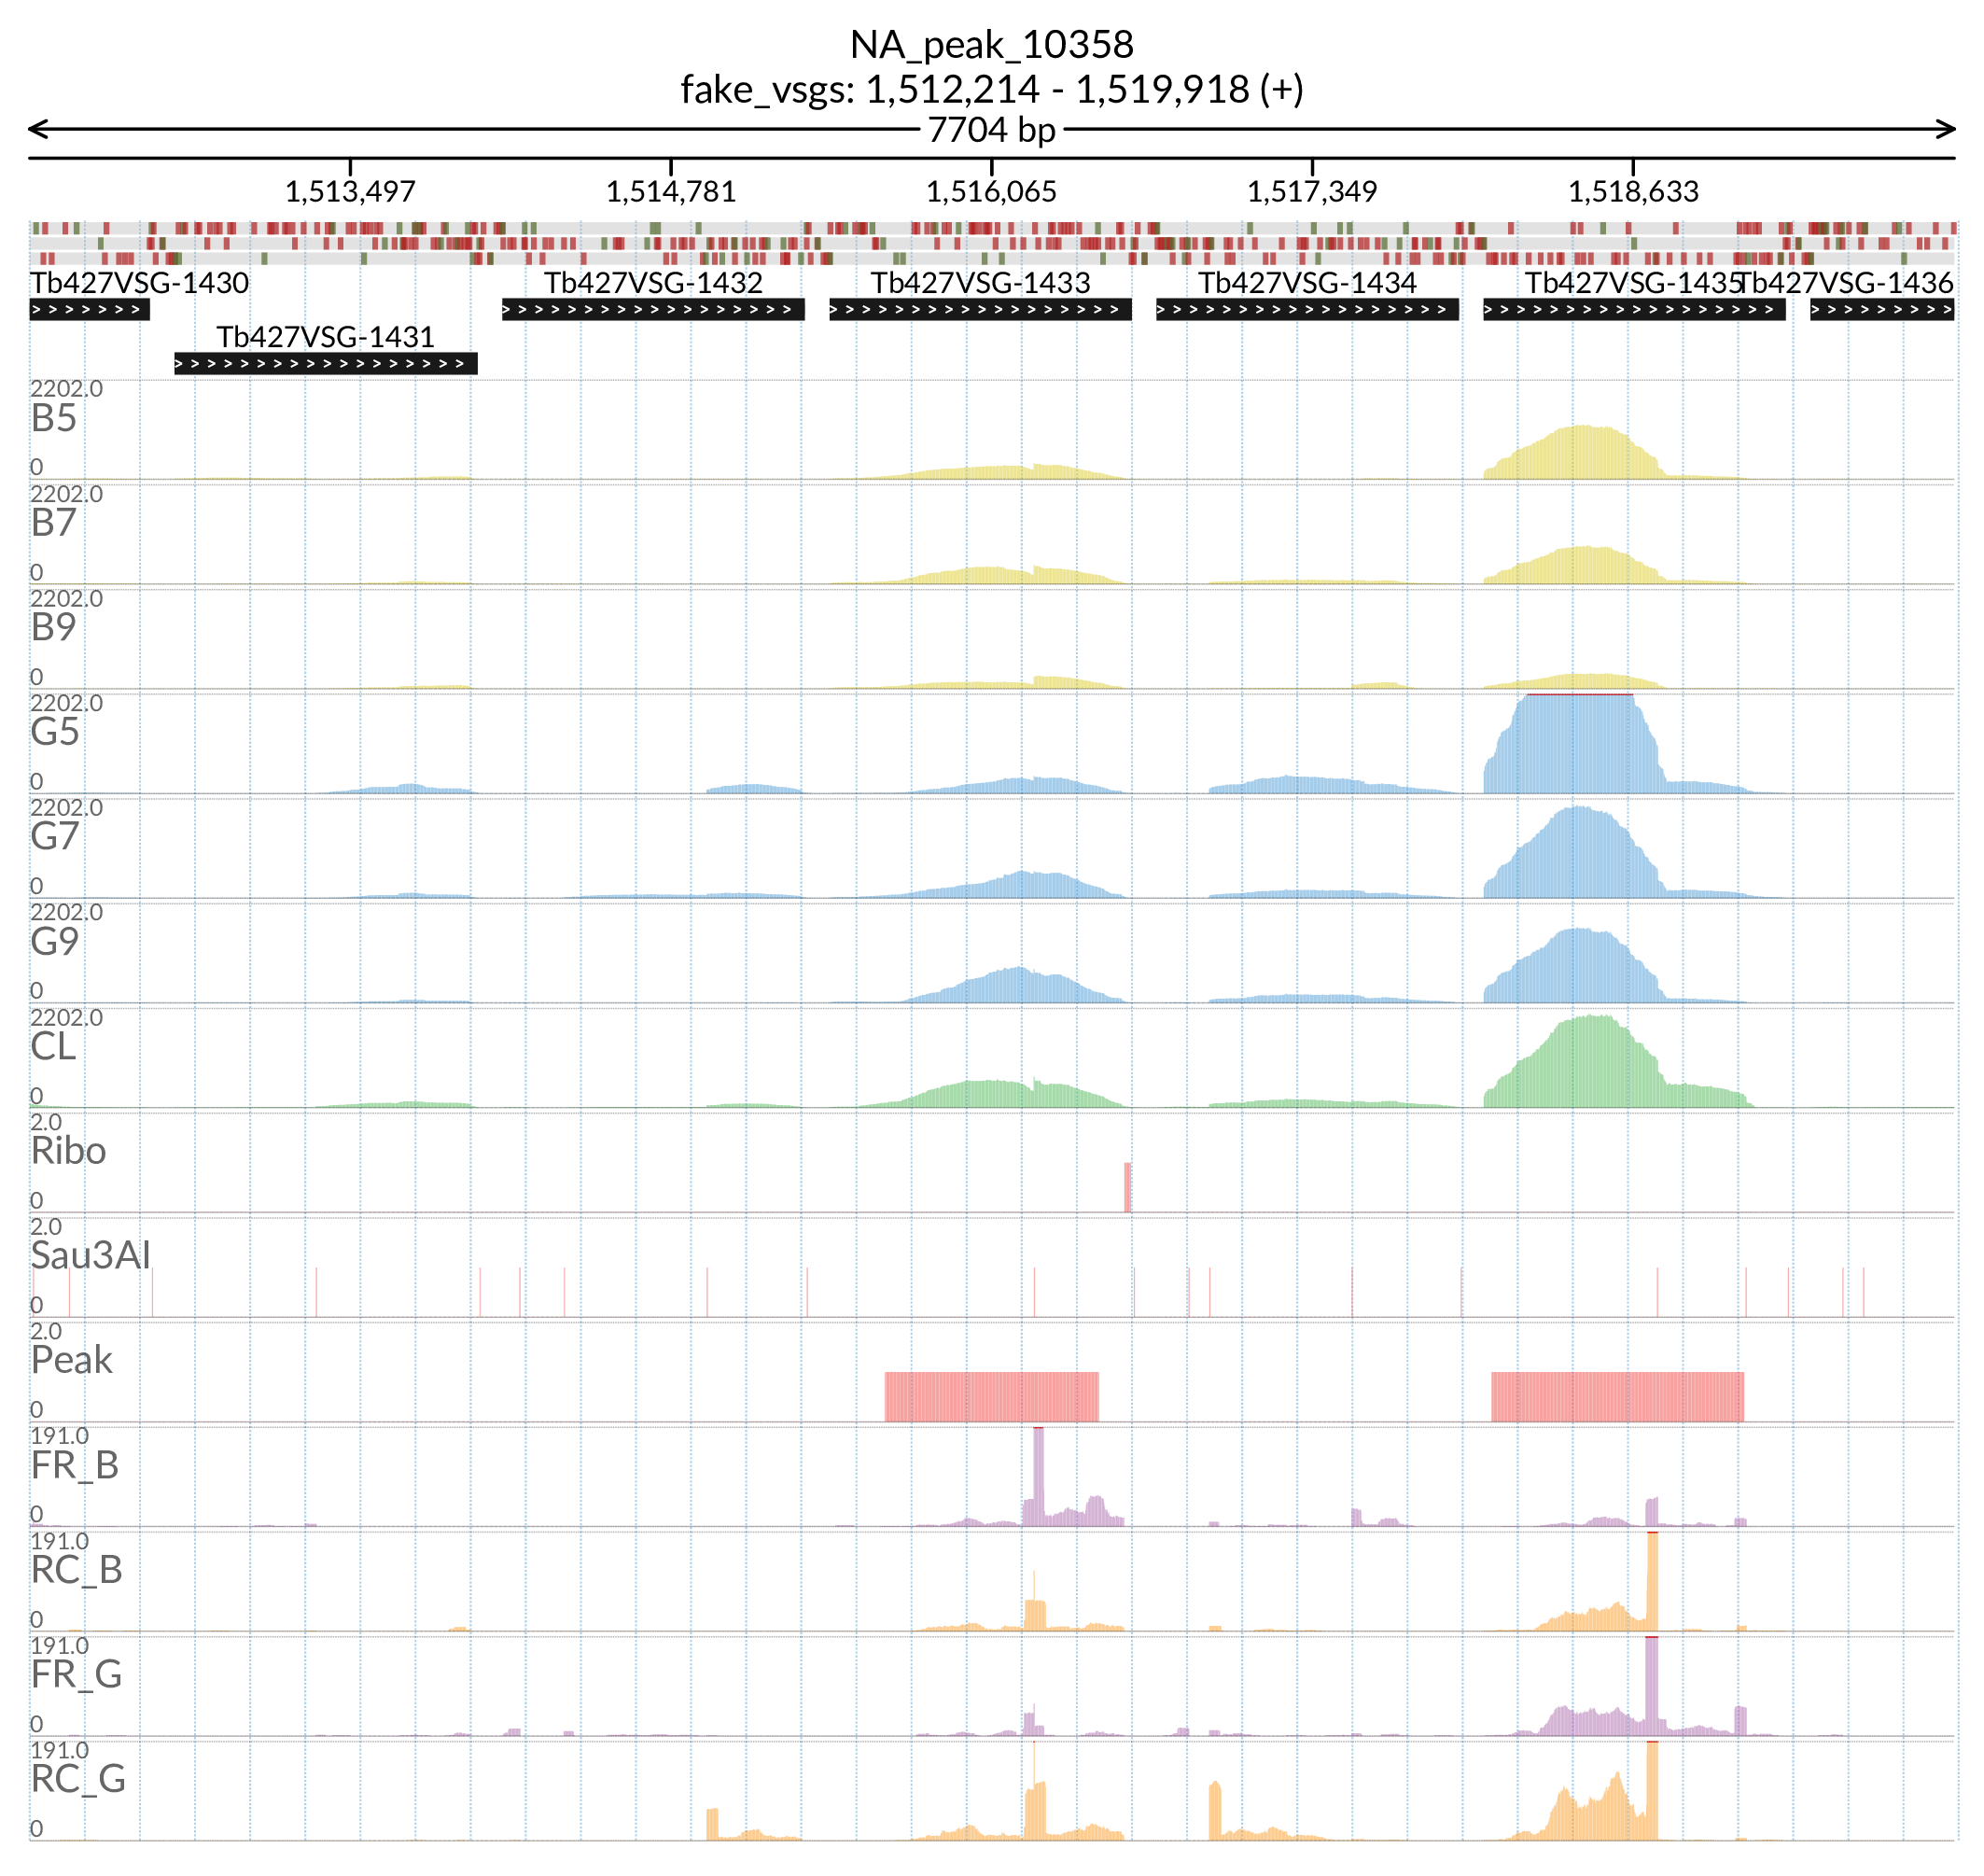 NA_peak_10358
fake_vsgs: 1,512,214 - 1,519,918 (+)
7704 bp
1,513,497 1,514,781 1,516,065 1,517,349 1,518,633
Tb427VSG-1430 Tb427VSG-1432 Tb427VSG-1433 Tb427VSG-1434 Tb427VSG-1435 Tb427VSG-1436
Tb427VSG-1431
2202.0
B5
0
2202.0
B7
0
2202.0
B9
0
2202.0
G5
0
2202.0
G7
0
2202.0
G9
0
2202.0
CL
0
2.0
Ribo
0
2.0
Sau3AI
0
2.0
Peak
0
191.0
FR_B
0
191.0
RC_B
0
191.0
FR_G
0
191.0
RC_G
0